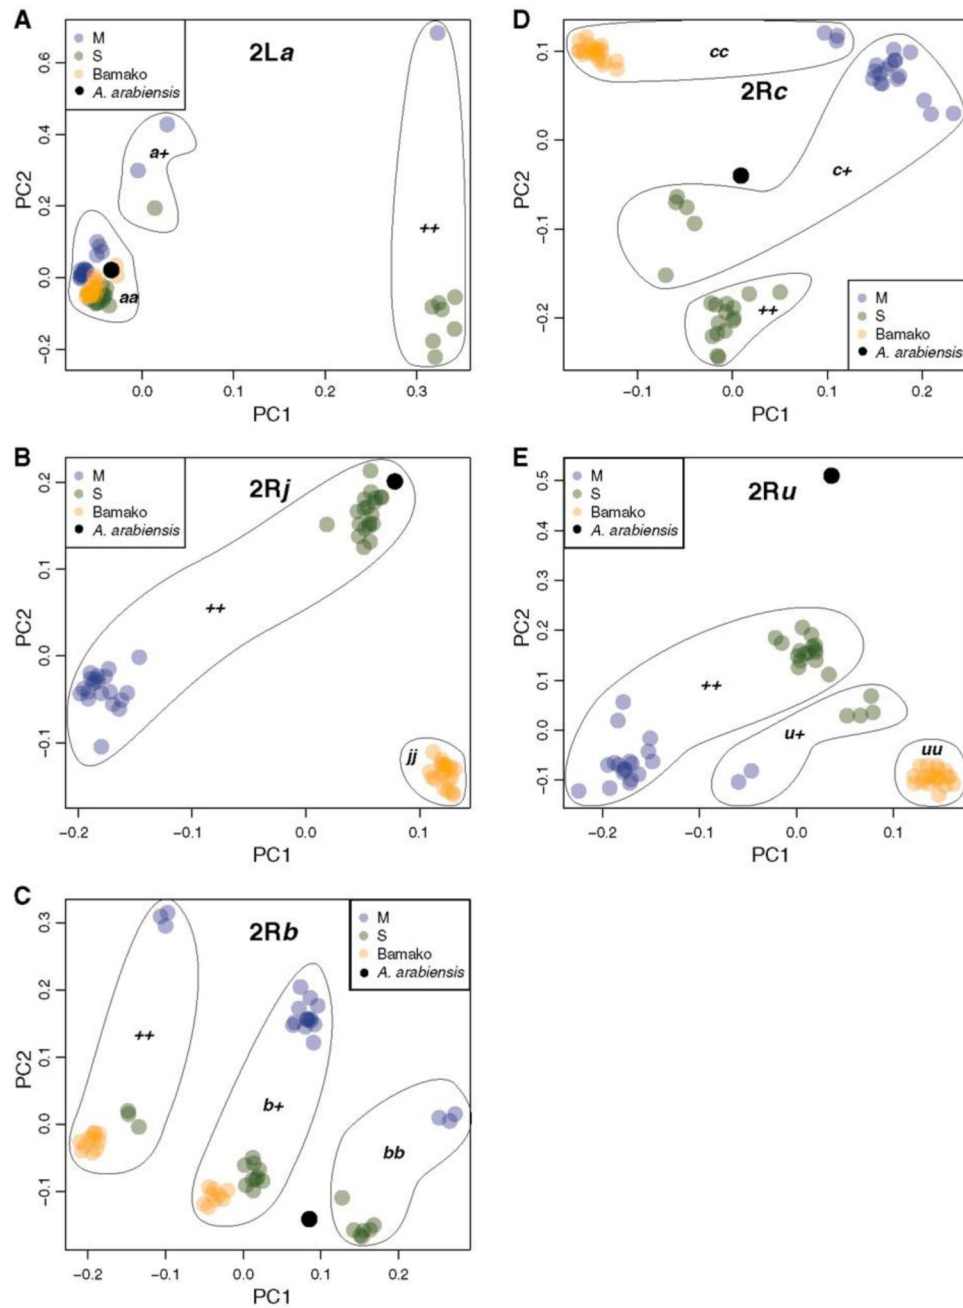 A
2La
M
S
Bamako
A. arabiensis
a+
++
aa
PC2
0.6
0.4
0.2
0.0
−0.2
0.0
0.1
0.2
0.3
PC1
D
2Rc
cc
c+
++
M
S
Bamako
A. arabiensis
PC2
0.1
0.0
−0.1
−0.2
−0.1
0.0
0.1
0.2
PC1
B
2Rj
M
S
Bamako
A. arabiensis
++
jj
PC2
0.2
0.1
0.0
−0.1
−0.2
−0.1
0.0
0.1
PC1
E
2Ru
M
S
Bamako
A. arabiensis
++
u+
uu
PC2
0.5
0.4
0.3
0.2
0.1
0.0
−0.1
−0.2
−0.1
0.0
0.1
PC1
C
2Rb
M
S
Bamako
A. arabiensis
++
b+
bb
PC2
0.3
0.2
0.1
0.0
−0.1
−0.2
−0.1
0.0
0.1
0.2
PC1